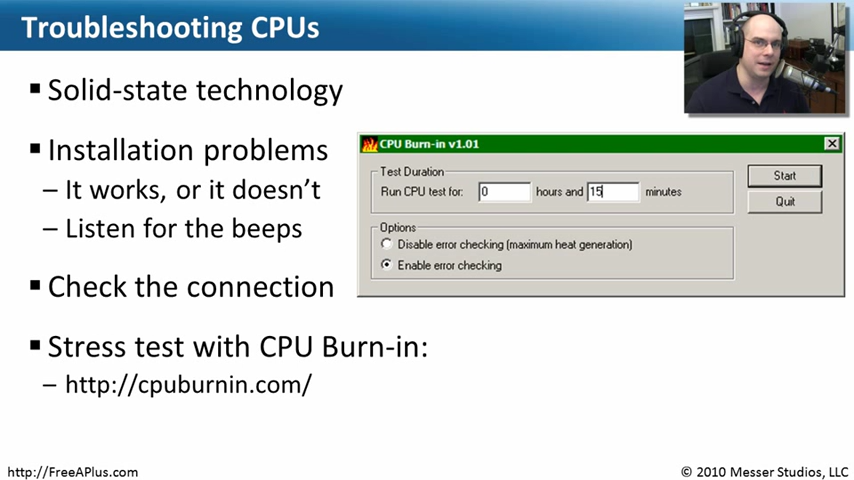 Troubleshooting CPUs
Solid-state technology
Installation problems
– It works, or it doesn’t
– Listen for the beeps
Check the connection
Stress test with CPU Burn-in:
– http://cpuburnin.com/
CPU Burn-in v1.01
Test Duration
Run CPU test for: 0 hours and 15 minutes
Options
Disable error checking (maximum heat generation)
Enable error checking
Start
Quit
http://FreeAPlus.com
© 2010 Messer Studios, LLC